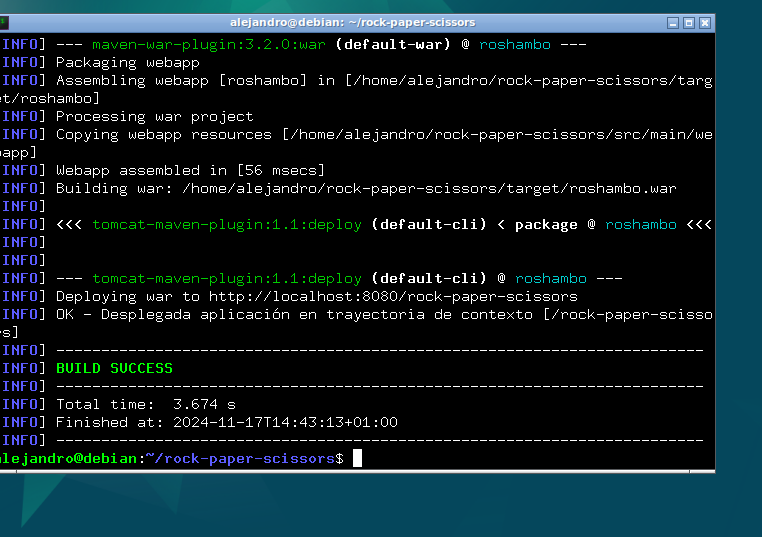 alejandro@debian: ~/rock-paper-scissors
INFO] --- maven-war-plugin:3.2.0:war (default-war) @ roshambo ---
INFO] Packaging webapp
INFO] Assembling webapp [roshambo] in [/home/alejandro/rock-paper-scissors/targ
et/roshambo]
INFO] Processing war project
INFO] Copying webapp resources [/home/alejandro/rock-paper-scissors/src/main/we
bapp]
INFO] Webapp assembled in [56 msecs]
INFO] Building war: /home/alejandro/rock-paper-scissors/target/roshambo.war
INFO]
INFO] <<< tomcat-maven-plugin:1.1:deploy (default-cli) < package @ roshambo <<<
INFO]
INFO]
INFO] --- tomcat-maven-plugin:1.1:deploy (default-cli) @ roshambo ---
INFO] Deploying war to http://localhost:8080/rock-paper-scissors
INFO] OK - Desplegada aplicación en trayectoria de contexto [/rock-paper-scisso
rs]
INFO] ------------------------------------------------------------------------
INFO] BUILD SUCCESS
INFO] ------------------------------------------------------------------------
INFO] Total time:  3.674 s
INFO] Finished at: 2024-11-17T14:43:13+01:00
INFO] ------------------------------------------------------------------------
alejandro@debian:~/rock-paper-scissors$